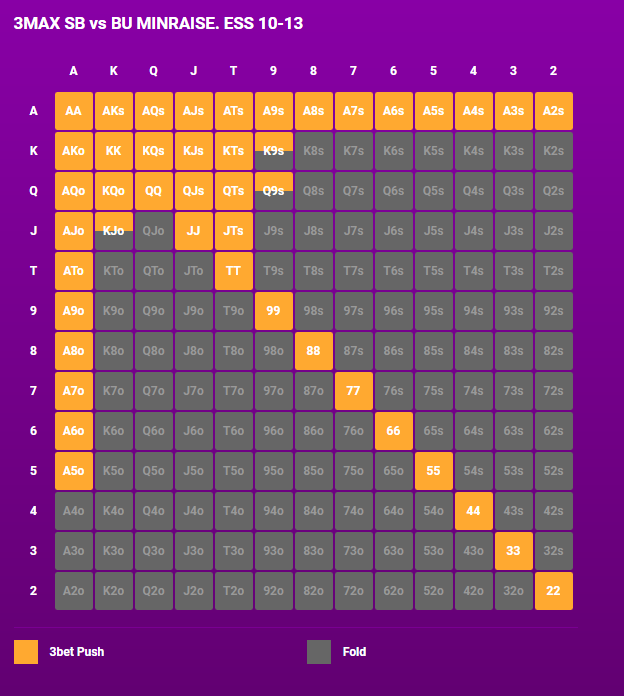 3MAX SB vs BU MINRAISE. ESS 10-13
A K Q J T 9 8 7 6 5 4 3 2
A AA AKs AQs AJs ATs A9s A8s A7s A6s A5s A4s A3s A2s
K AKo KK KQs KJs KTs K9s K8s K7s K6s K5s K4s K3s K2s
Q AQo KQo QQ QJs QTs Q9s Q8s Q7s Q6s Q5s Q4s Q3s Q2s
J AJo KJo QJo JJ JTs J9s J8s J7s J6s J5s J4s J3s J2s
T ATo KTo QTo JTo TT T9s T8s T7s T6s T5s T4s T3s T2s
9 A9o K9o Q9o J9o T9o 99 98s 97s 96s 95s 94s 93s 92s
8 A8o K8o Q8o J8o T8o 98o 88 87s 86s 85s 84s 83s 82s
7 A7o K7o Q7o J7o T7o 97o 87o 77 76s 75s 74s 73s 72s
6 A6o K6o Q6o J6o T6o 96o 86o 76o 66 65s 64s 63s 62s
5 A5o K5o Q5o J5o T5o 95o 85o 75o 65o 55 54s 53s 52s
4 A4o K4o Q4o J4o T4o 94o 84o 74o 64o 54o 44 43s 42s
3 A3o K3o Q3o J3o T3o 93o 83o 73o 63o 53o 43o 33 32s
2 A2o K2o Q2o J2o T2o 92o 82o 72o 62o 52o 42o 32o 22
3bet Push Fold